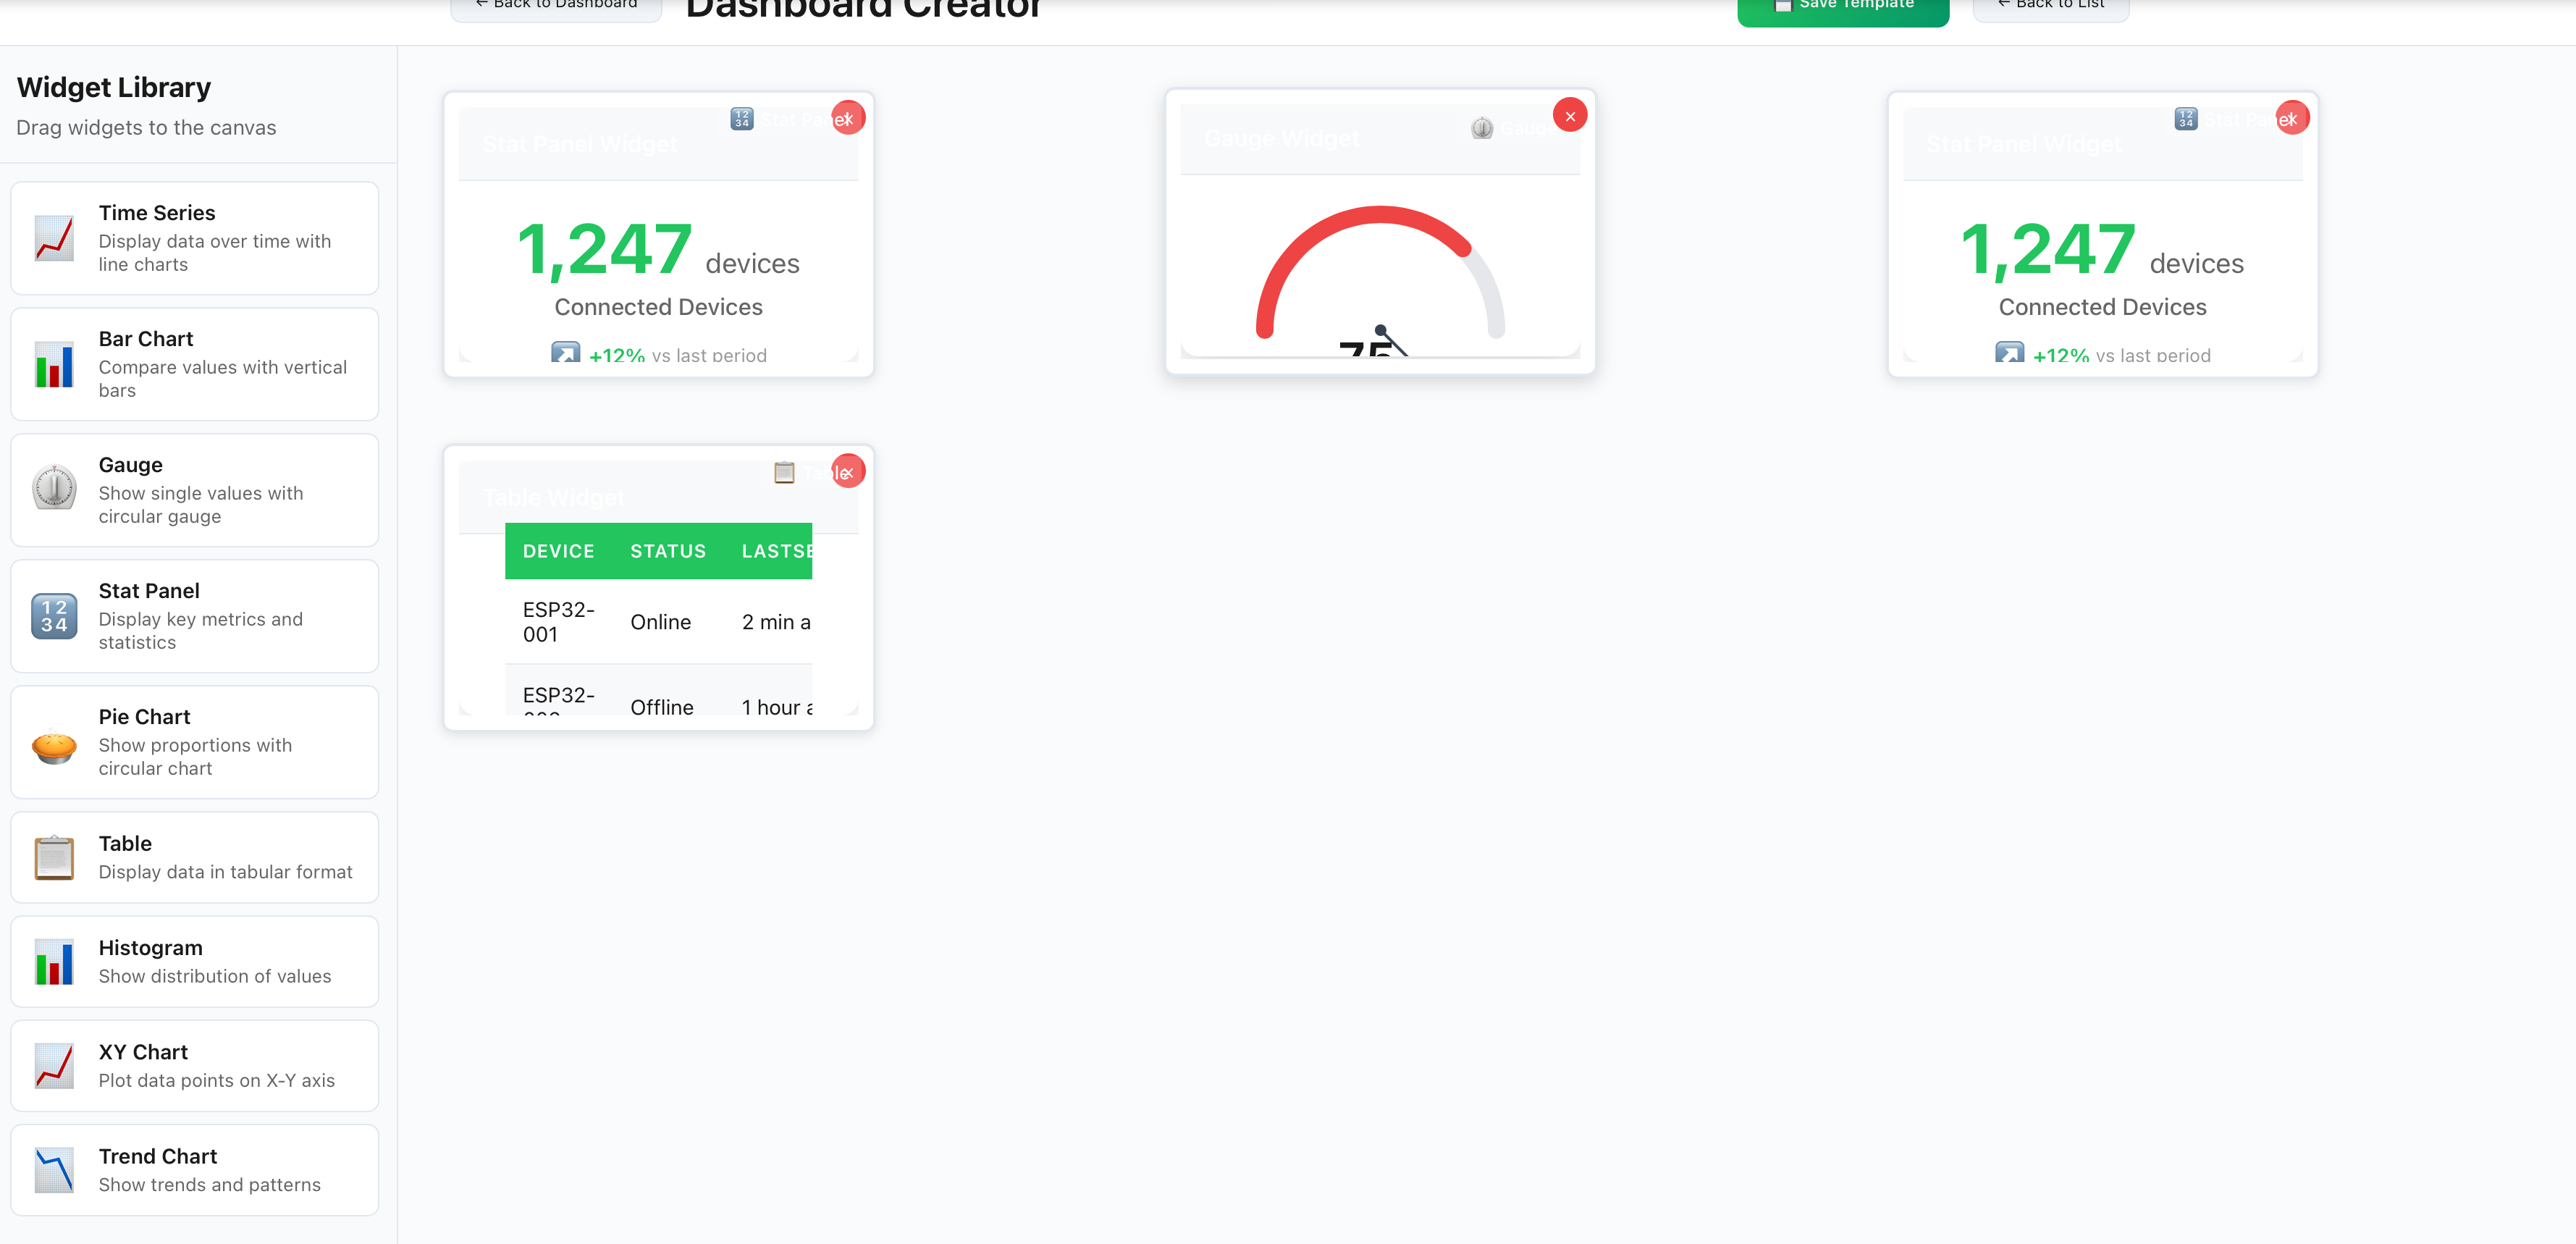 ← Back to Dashboard
Dashboard Creator
💾 Save Template
← Back to List
Widget Library
Drag widgets to the canvas
Time Series
Display data over time with
line charts
Bar Chart
Compare values with vertical
bars
Gauge
Show single values with
circular gauge
Stat Panel
Display key metrics and
statistics
Pie Chart
Show proportions with
circular chart
Table
Display data in tabular format
Histogram
Show distribution of values
XY Chart
Plot data points on X-Y axis
Trend Chart
Show trends and patterns
Stat Panel Widget
Stat Panel
×
1,247 devices
Connected Devices
+12% vs last period
Gauge Widget
×
75
Stat Panel Widget
Stat Panel
×
1,247 devices
Connected Devices
+12% vs last period
Table Widget
Table
×
DEVICE STATUS LASTSE
ESP32-
001
Online
2 min a
ESP32-
Offline
1 hour a